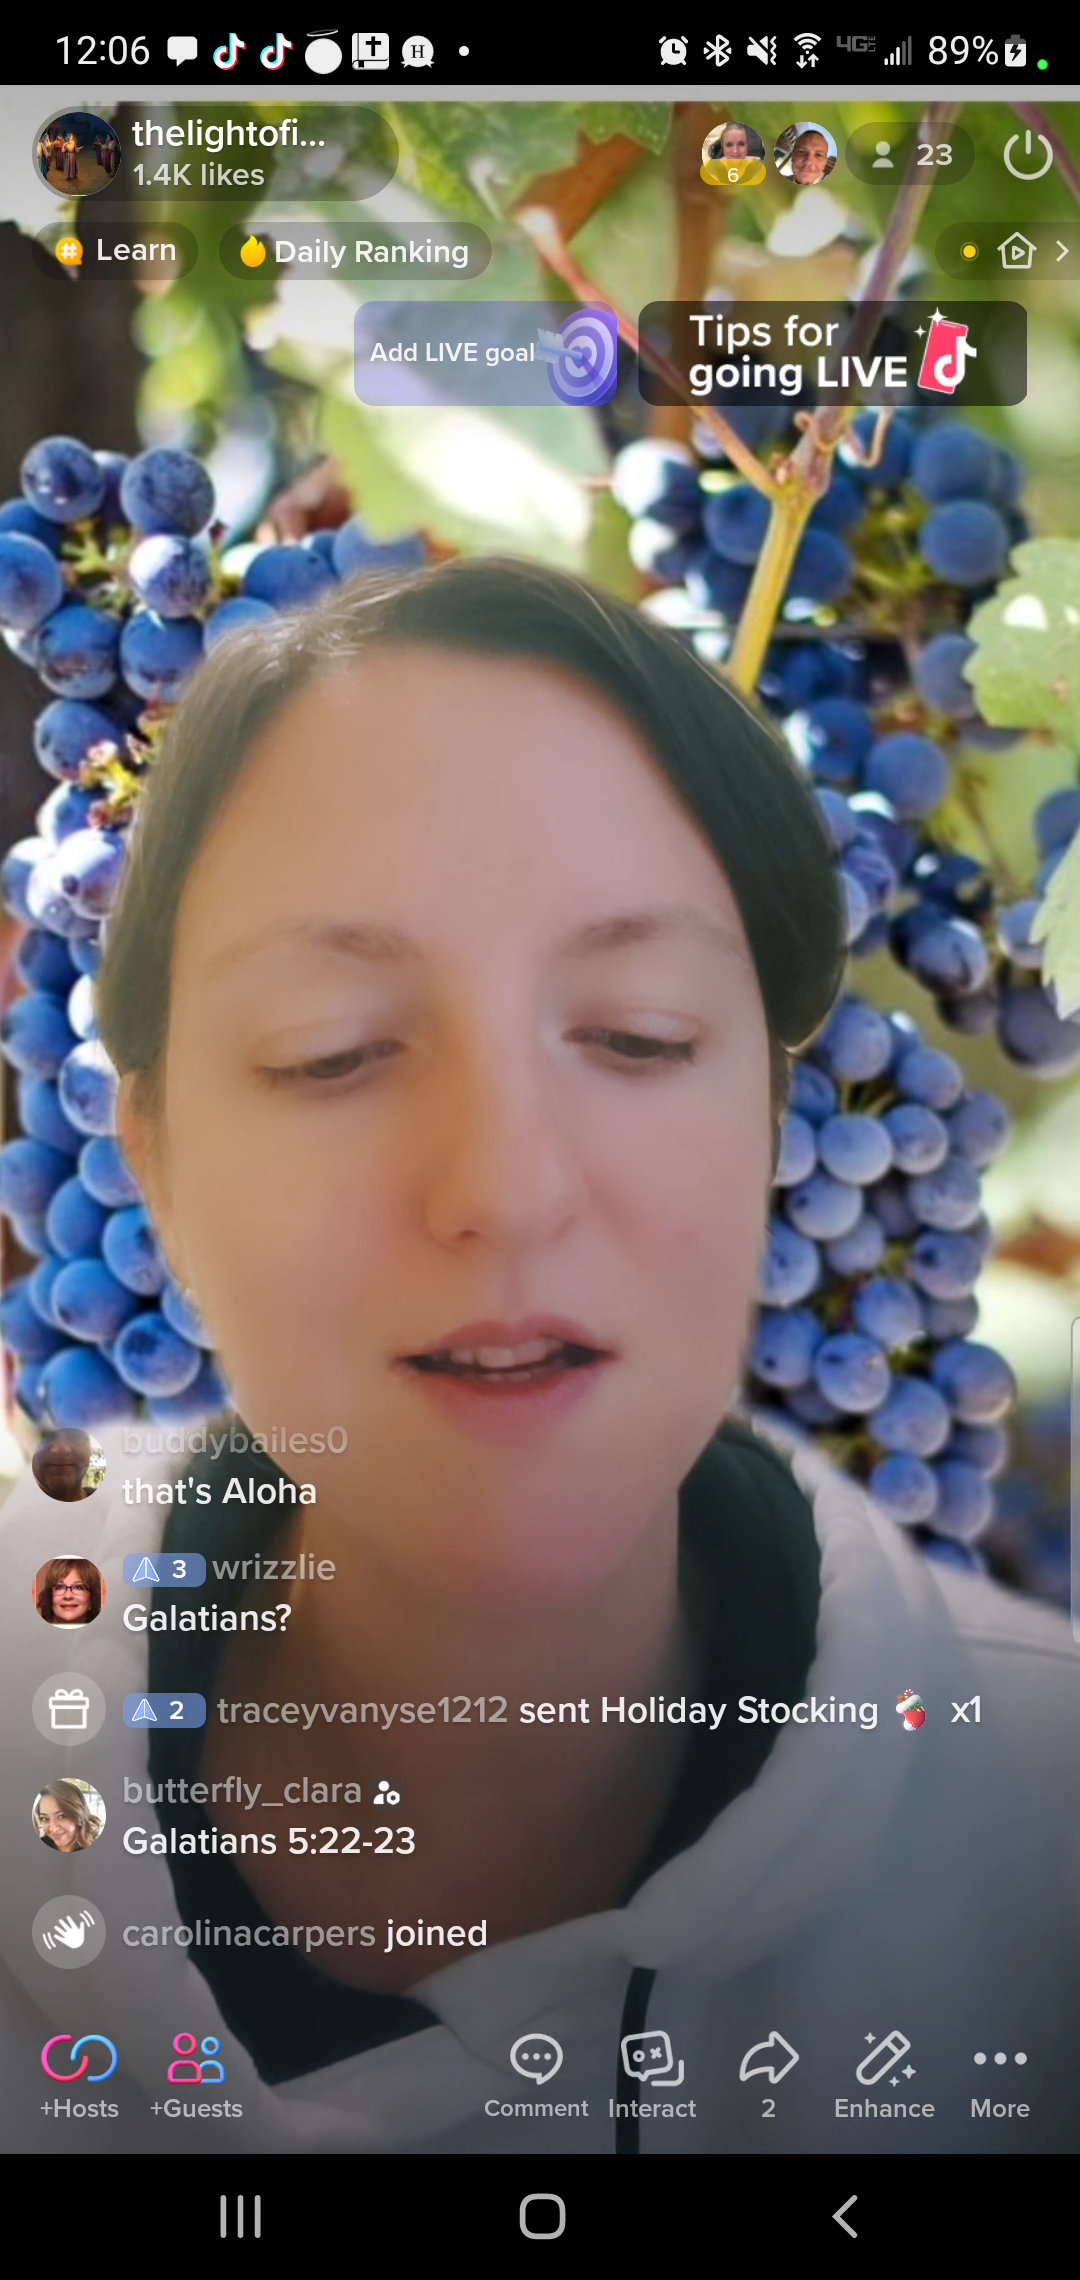 12:06
H
4G LTE
89%
thelightofi...
1.4K likes
6
23
Learn
Daily Ranking
Add LIVE goal
Tips for
going LIVE
buddybailes0
that's Aloha
3 wrizzlie
Galatians?
2 traceyvanyse1212 sent Holiday Stocking x1
butterfly_clara
Galatians 5:22-23
carolinacarpers joined
+Hosts
+Guests
Comment
Interact
2
Enhance
More